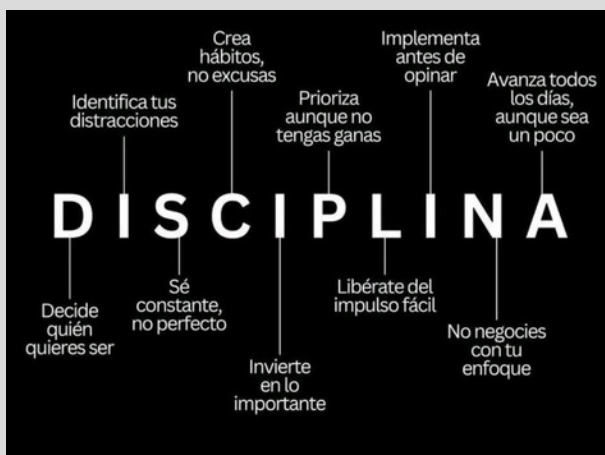 Crea
hábitos,
no excusas
Implementa
antes de
opinar
Identifica tus
distracciones
Prioriza
aunque no
tengas ganas
Avanza todos
los días,
aunque sea
un poco
DISCIPLINA
Decide
quién
quieres ser
Sé
constante,
no perfecto
Invierte
en lo
importante
Libérate del
impulso fácil
No negocies
con tu
enfoque